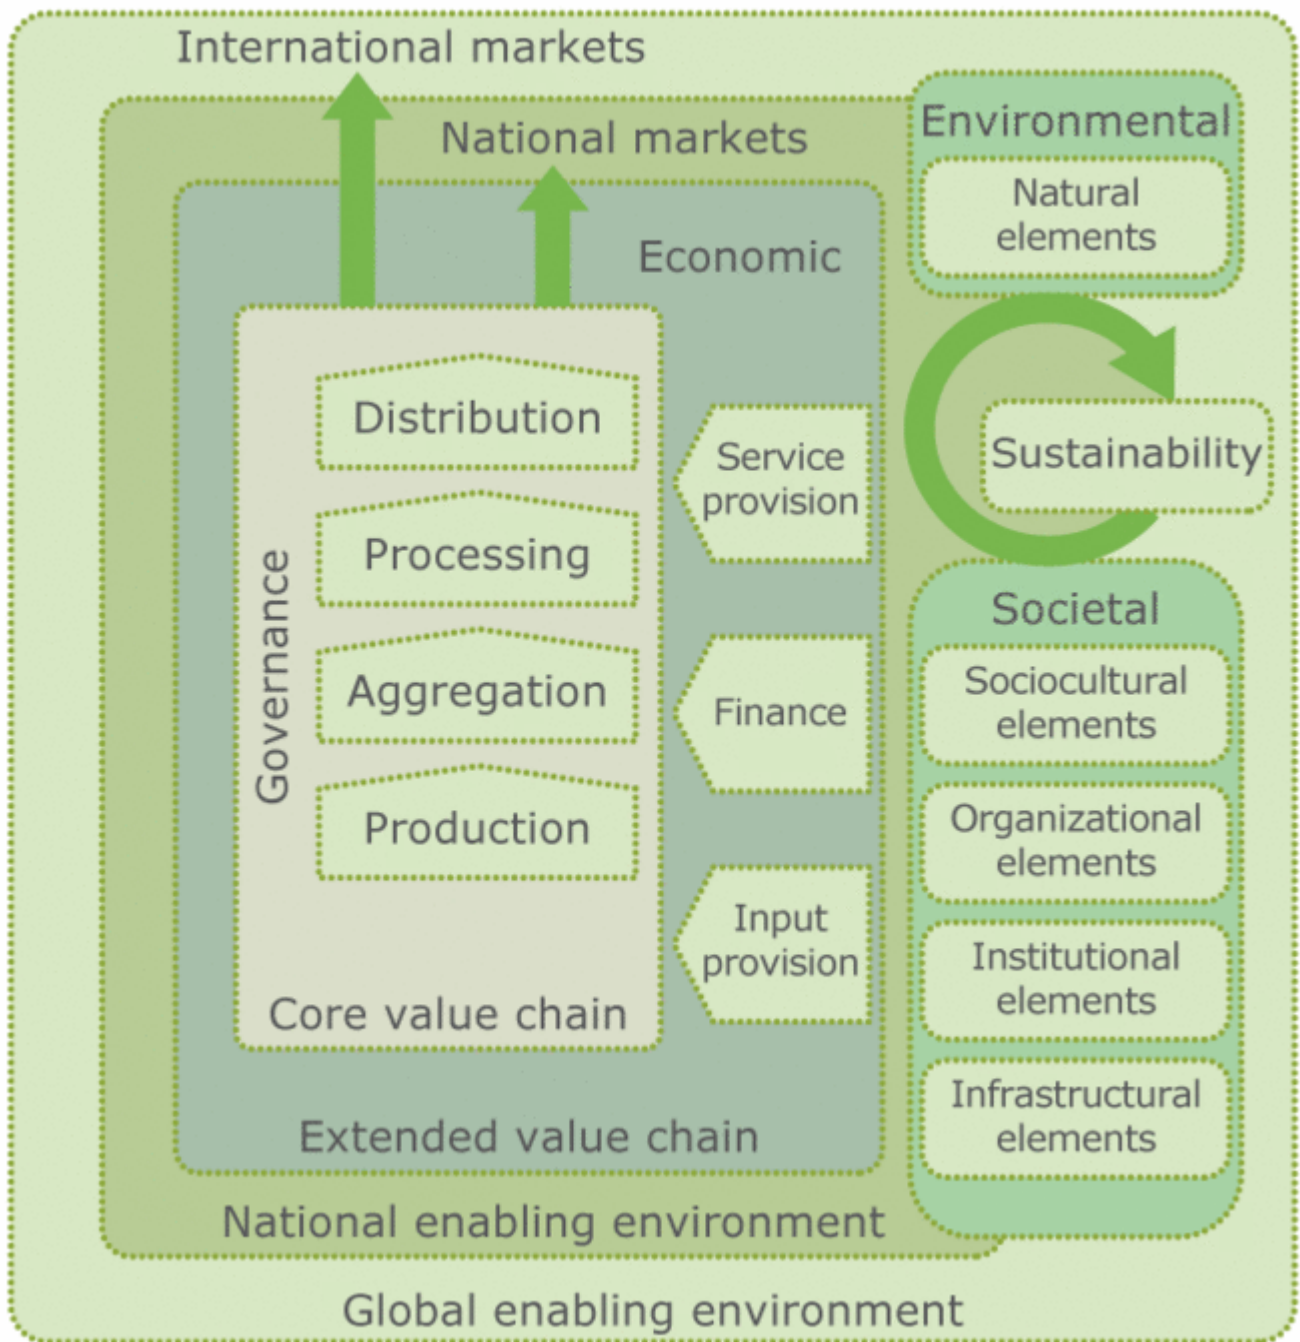 International markets
National markets
Economic
Governance
Distribution
Processing
Aggregation
Production
Core value chain
Service
provision
Finance
Input
provision
Extended value chain
National enabling environment
Global enabling environment
Environmental
Natural
elements
Sustainability
Societal
Sociocultural
elements
Organizational
elements
Institutional
elements
Infrastructural
elements